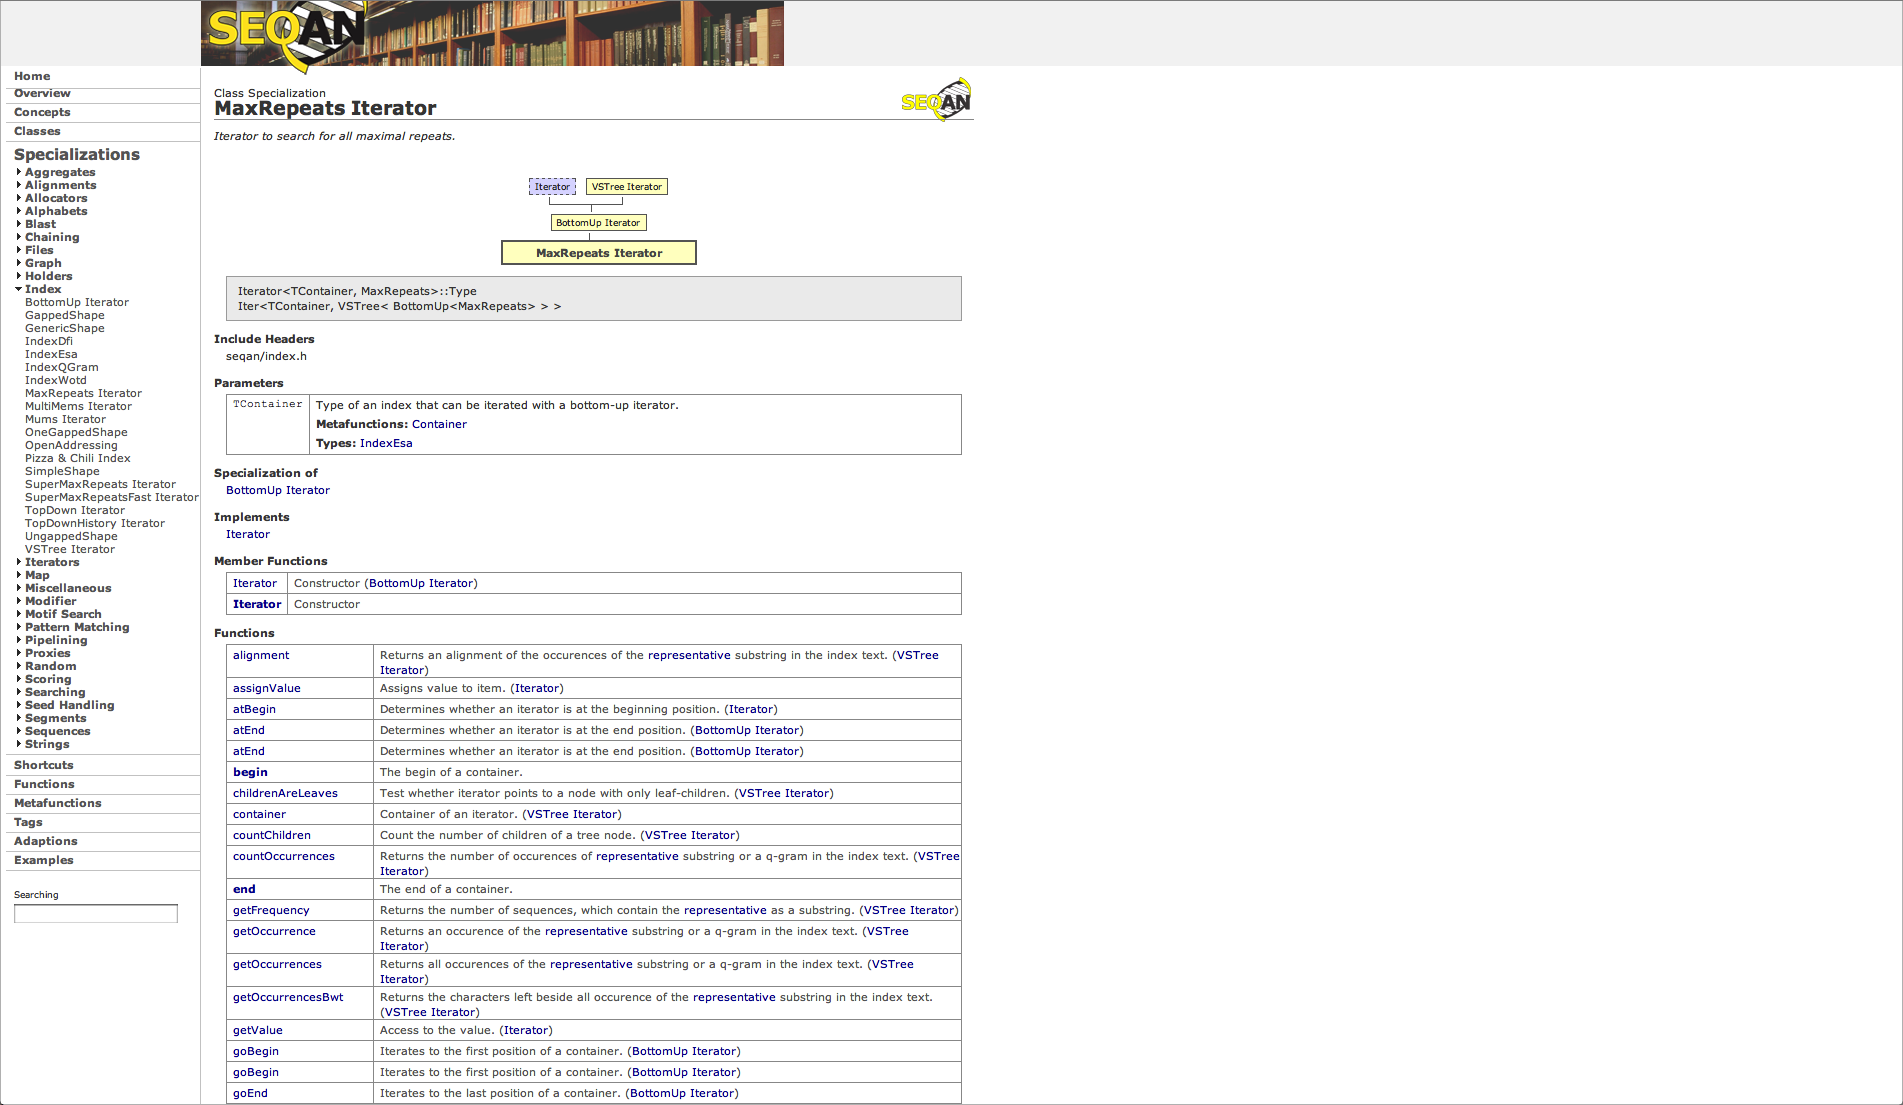 SEQAN
Home
Overview
Concepts
Classes
Specializations
Aggregates
Alignments
Allocators
Alphabets
Blast
Chaining
Files
Graph
Holders
Index
BottomUp Iterator
GappedShape
GenericShape
IndexDfi
IndexEsa
IndexQGram
IndexWotd
MaxRepeats Iterator
MultiMems Iterator
Mums Iterator
OneGappedShape
OpenAddressing
Pizza & Chili Index
SimpleShape
SuperMaxRepeats Iterator
SuperMaxRepeatsFast Iterator
TopDown Iterator
TopDownHistory Iterator
UngappedShape
VSTree Iterator
Iterators
Map
Miscellaneous
Modifier
Motif Search
Pattern Matching
Pipelining
Proxies
Random
Scoring
Searching
Seed Handling
Segments
Sequences
Strings
Shortcuts
Functions
Metafunctions
Tags
Adaptions
Examples
Searching
Class Specialization
MaxRepeats Iterator
SEQAN
Iterator to search for all maximal repeats.
Iterator VSTree Iterator
BottomUp Iterator
MaxRepeats Iterator
Iterator<TContainer, MaxRepeats>::Type
Iter<TContainer, VSTree< BottomUp<MaxRepeats> > >
Include Headers
seqan/index.h
Parameters
TContainer Type of an index that can be iterated with a bottom-up iterator.
Metafunctions: Container
Types: IndexEsa
Specialization of
BottomUp Iterator
Implements
Iterator
Member Functions
Iterator Constructor (BottomUp Iterator)
Iterator Constructor
Functions
alignment Returns an alignment of the occurences of the representative substring in the index text. (VSTree
Iterator)
assignValue Assigns value to item. (Iterator)
atBegin Determines whether an iterator is at the beginning position. (Iterator)
atEnd Determines whether an iterator is at the end position. (BottomUp Iterator)
atEnd Determines whether an iterator is at the end position. (BottomUp Iterator)
begin The begin of a container.
childrenAreLeaves Test whether iterator points to a node with only leaf-children. (VSTree Iterator)
container Container of an iterator. (VSTree Iterator)
countChildren Count the number of children of a tree node. (VSTree Iterator)
countOccurrences Returns the number of occurences of representative substring or a q-gram in the index text. (VSTree
Iterator)
end The end of a container.
getFrequency Returns the number of sequences, which contain the representative as a substring. (VSTree Iterator)
getOccurrence Returns an occurence of the representative substring or a q-gram in the index text. (VSTree
Iterator)
getOccurrences Returns all occurences of the representative substring or a q-gram in the index text. (VSTree
Iterator)
getOccurrencesBwt Returns the characters left beside all occurence of the representative substring in the index text.
(VSTree Iterator)
getValue Access to the value. (Iterator)
goBegin Iterates to the first position of a container. (BottomUp Iterator)
goBegin Iterates to the first position of a container. (BottomUp Iterator)
goEnd Iterates to the last position of a container. (BottomUp Iterator)